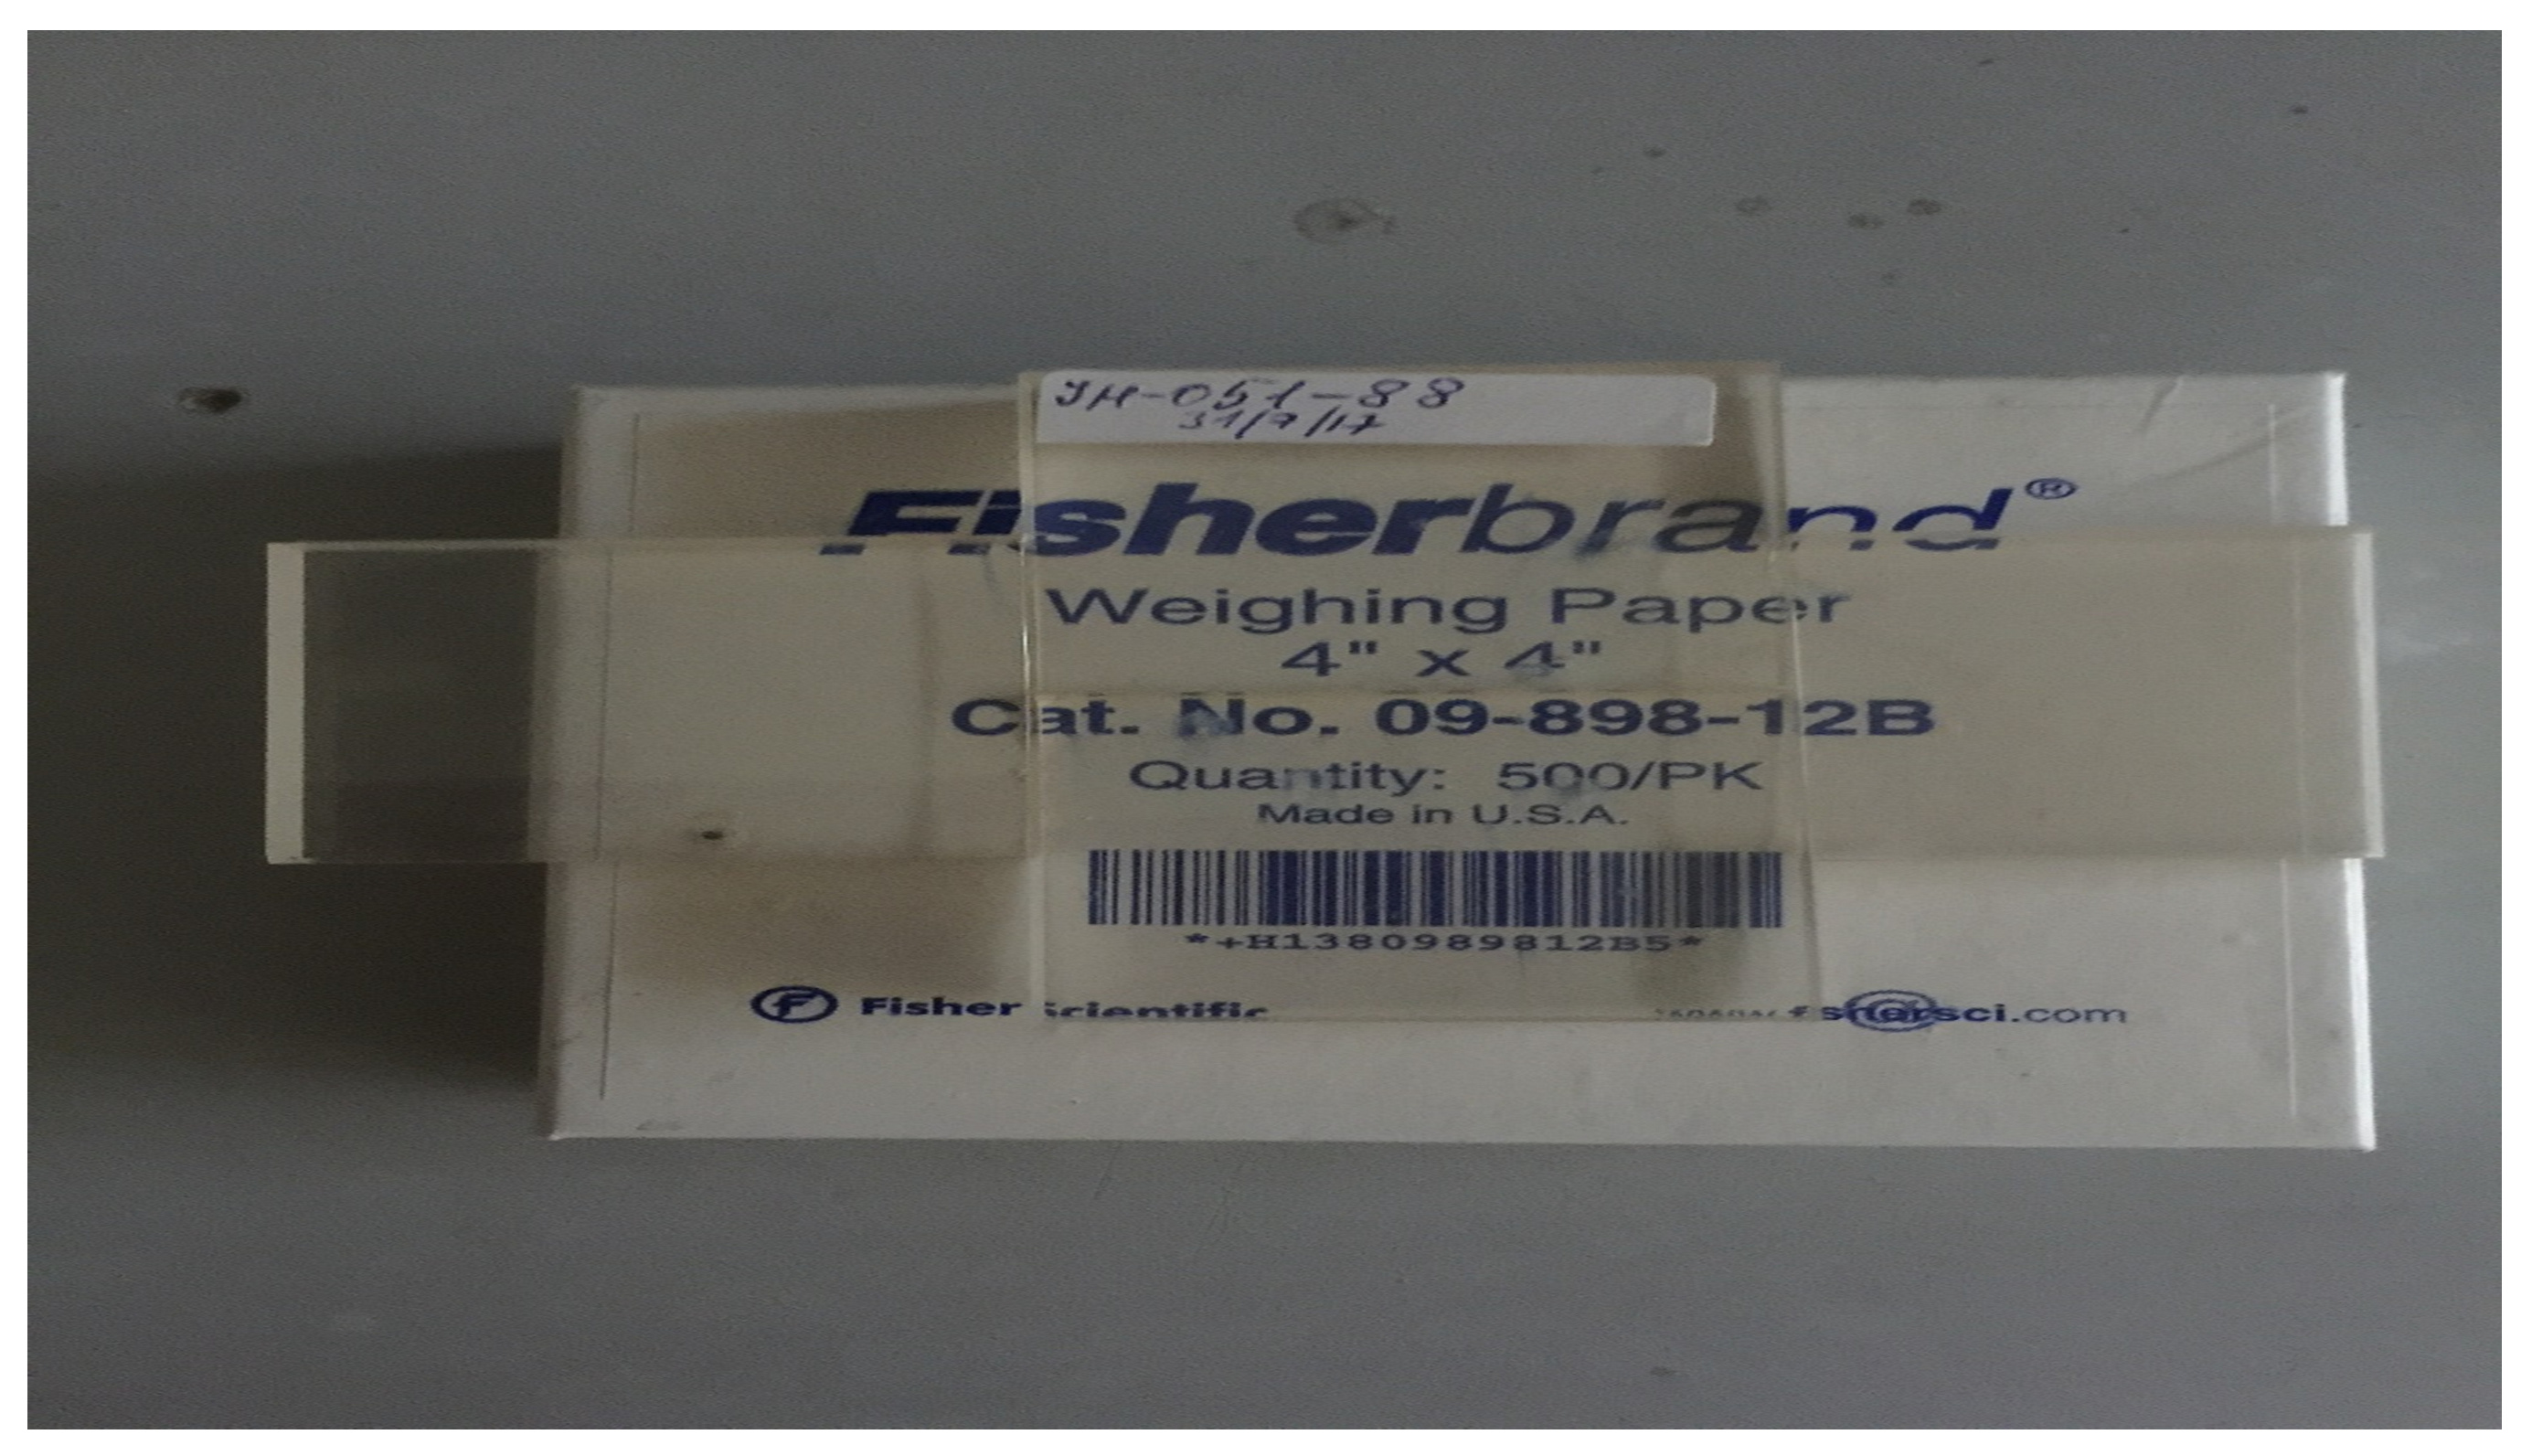 JH-051-88
31/7/17
Fisherbrand®
Weighing Paper
4" x 4"
Cat. No. 09-898-12B
Quantity: 500/PK
Made in U.S.A.
*+H1380989812B5*
F Fisher Scientific fishersci.com